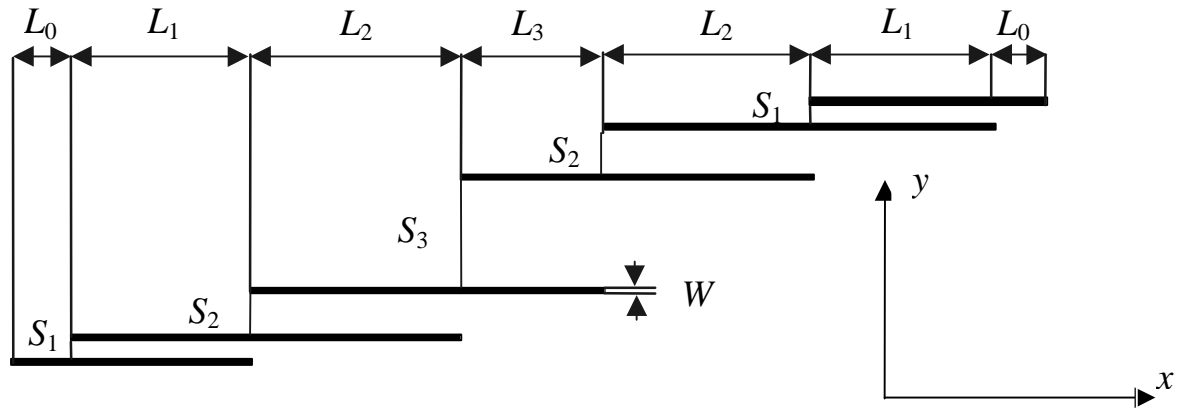 L₀ L₁ L₂ L₃ L₂ L₁ L₀
S₁
S₂
y
S₃
W
S₂
S₁
x